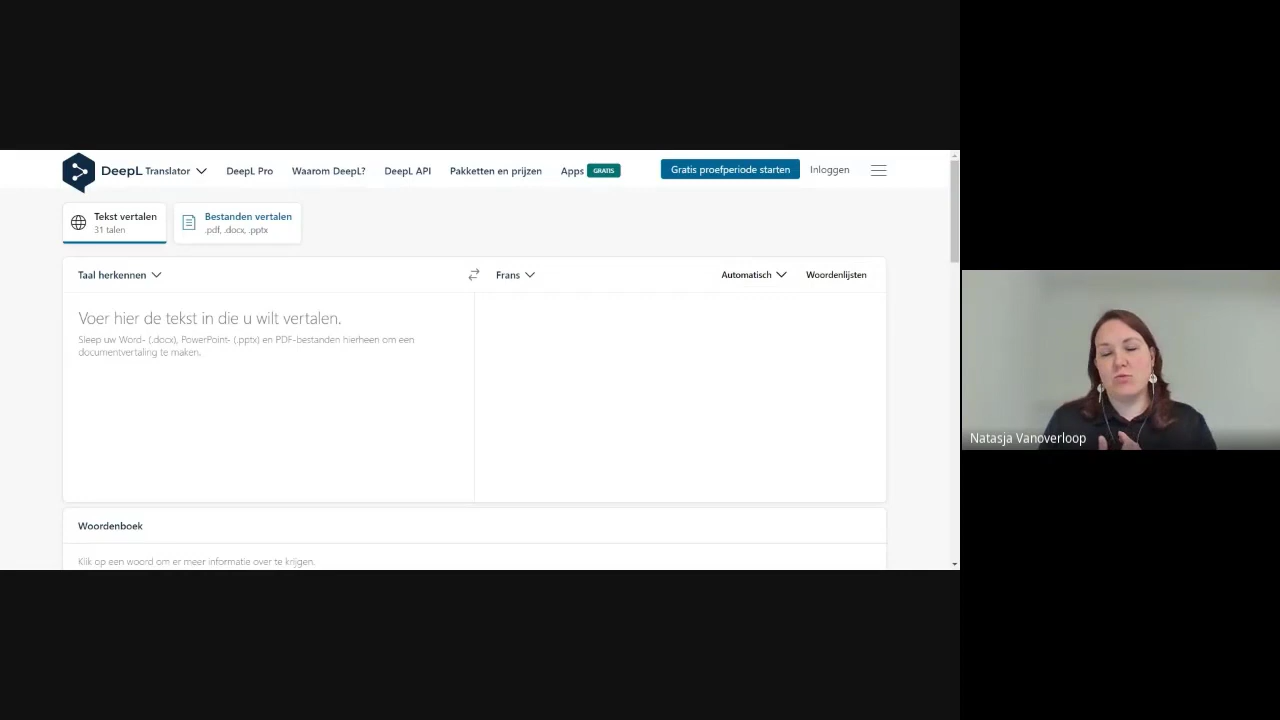 DeepL Translator
DeepL Pro
Waarom DeepL?
DeepL API
Pakketten en prijzen
Apps GRATIS
Gratis proefperiode starten
Inloggen
Tekst vertalen
31 talen
Bestanden vertalen
.pdf, .docx, .pptx
Taal herkennen
Frans
Automatisch
Woordenlijsten
Voer hier de tekst in die u wilt vertalen.
Sleep uw Word- (.docx), PowerPoint- (.pptx) en PDF-bestanden hierheen om een
documentvertaling te maken.
Woordenboek
Klik op een woord om er meer informatie over te krijgen.
Natasja Vanoverloop